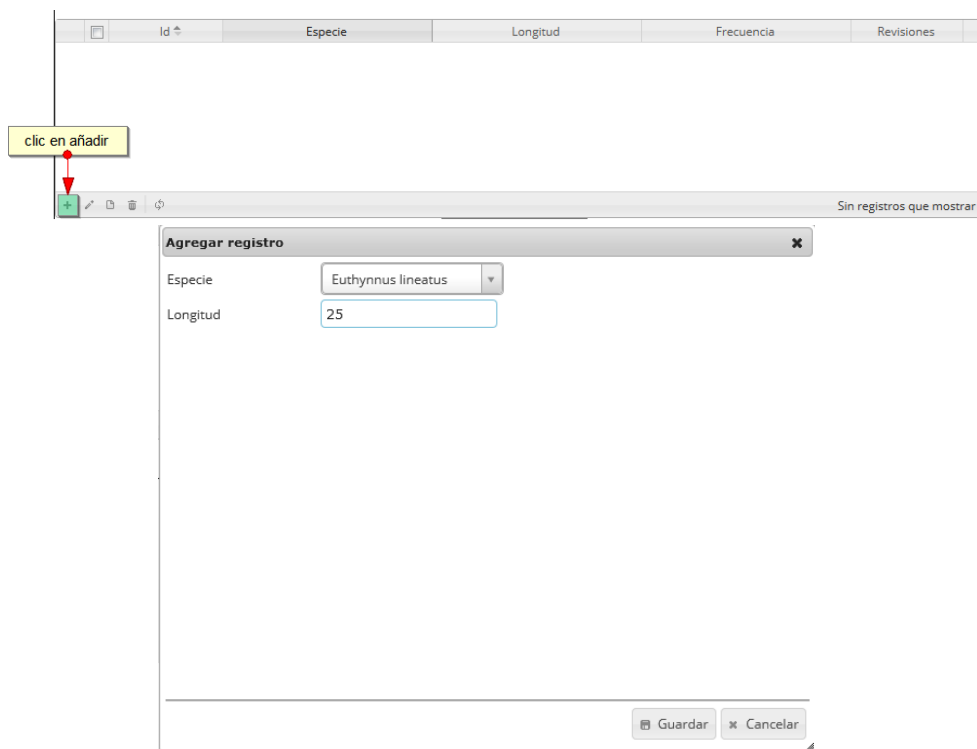 Id Especie Longitud Frecuencia Revisiones
clic en añadir
Sin registros que mostrar
Agregar registro
Especie Euthynnus lineatus
Longitud 25
Guardar Cancelar